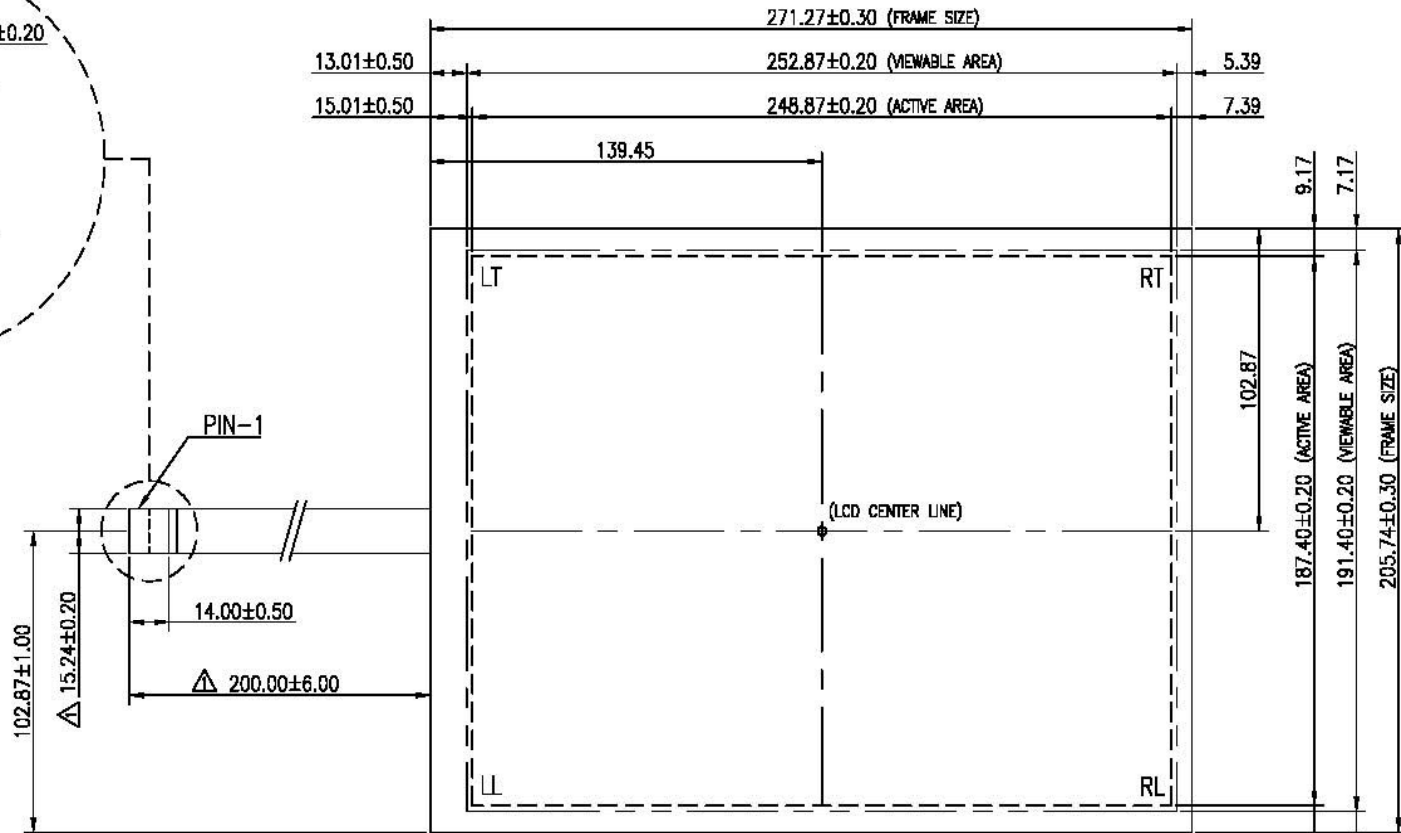 ±0.20
271.27±0.30 (FRAME SIZE)
13.01±0.50
252.87±0.20 (VIEWABLE AREA)
5.39
15.01±0.50
248.87±0.20 (ACTIVE AREA)
7.39
139.45
9.17
7.17
LT
RT
102.87
187.40±0.20 (ACTIVE AREA)
191.40±0.20 (VIEWABLE AREA)
205.74±0.30 (FRAME SIZE)
PIN-1
(LCD CENTER LINE)
14.00±0.50
102.87±1.00
1 15.24±0.20
1 200.00±6.00
LL
RL